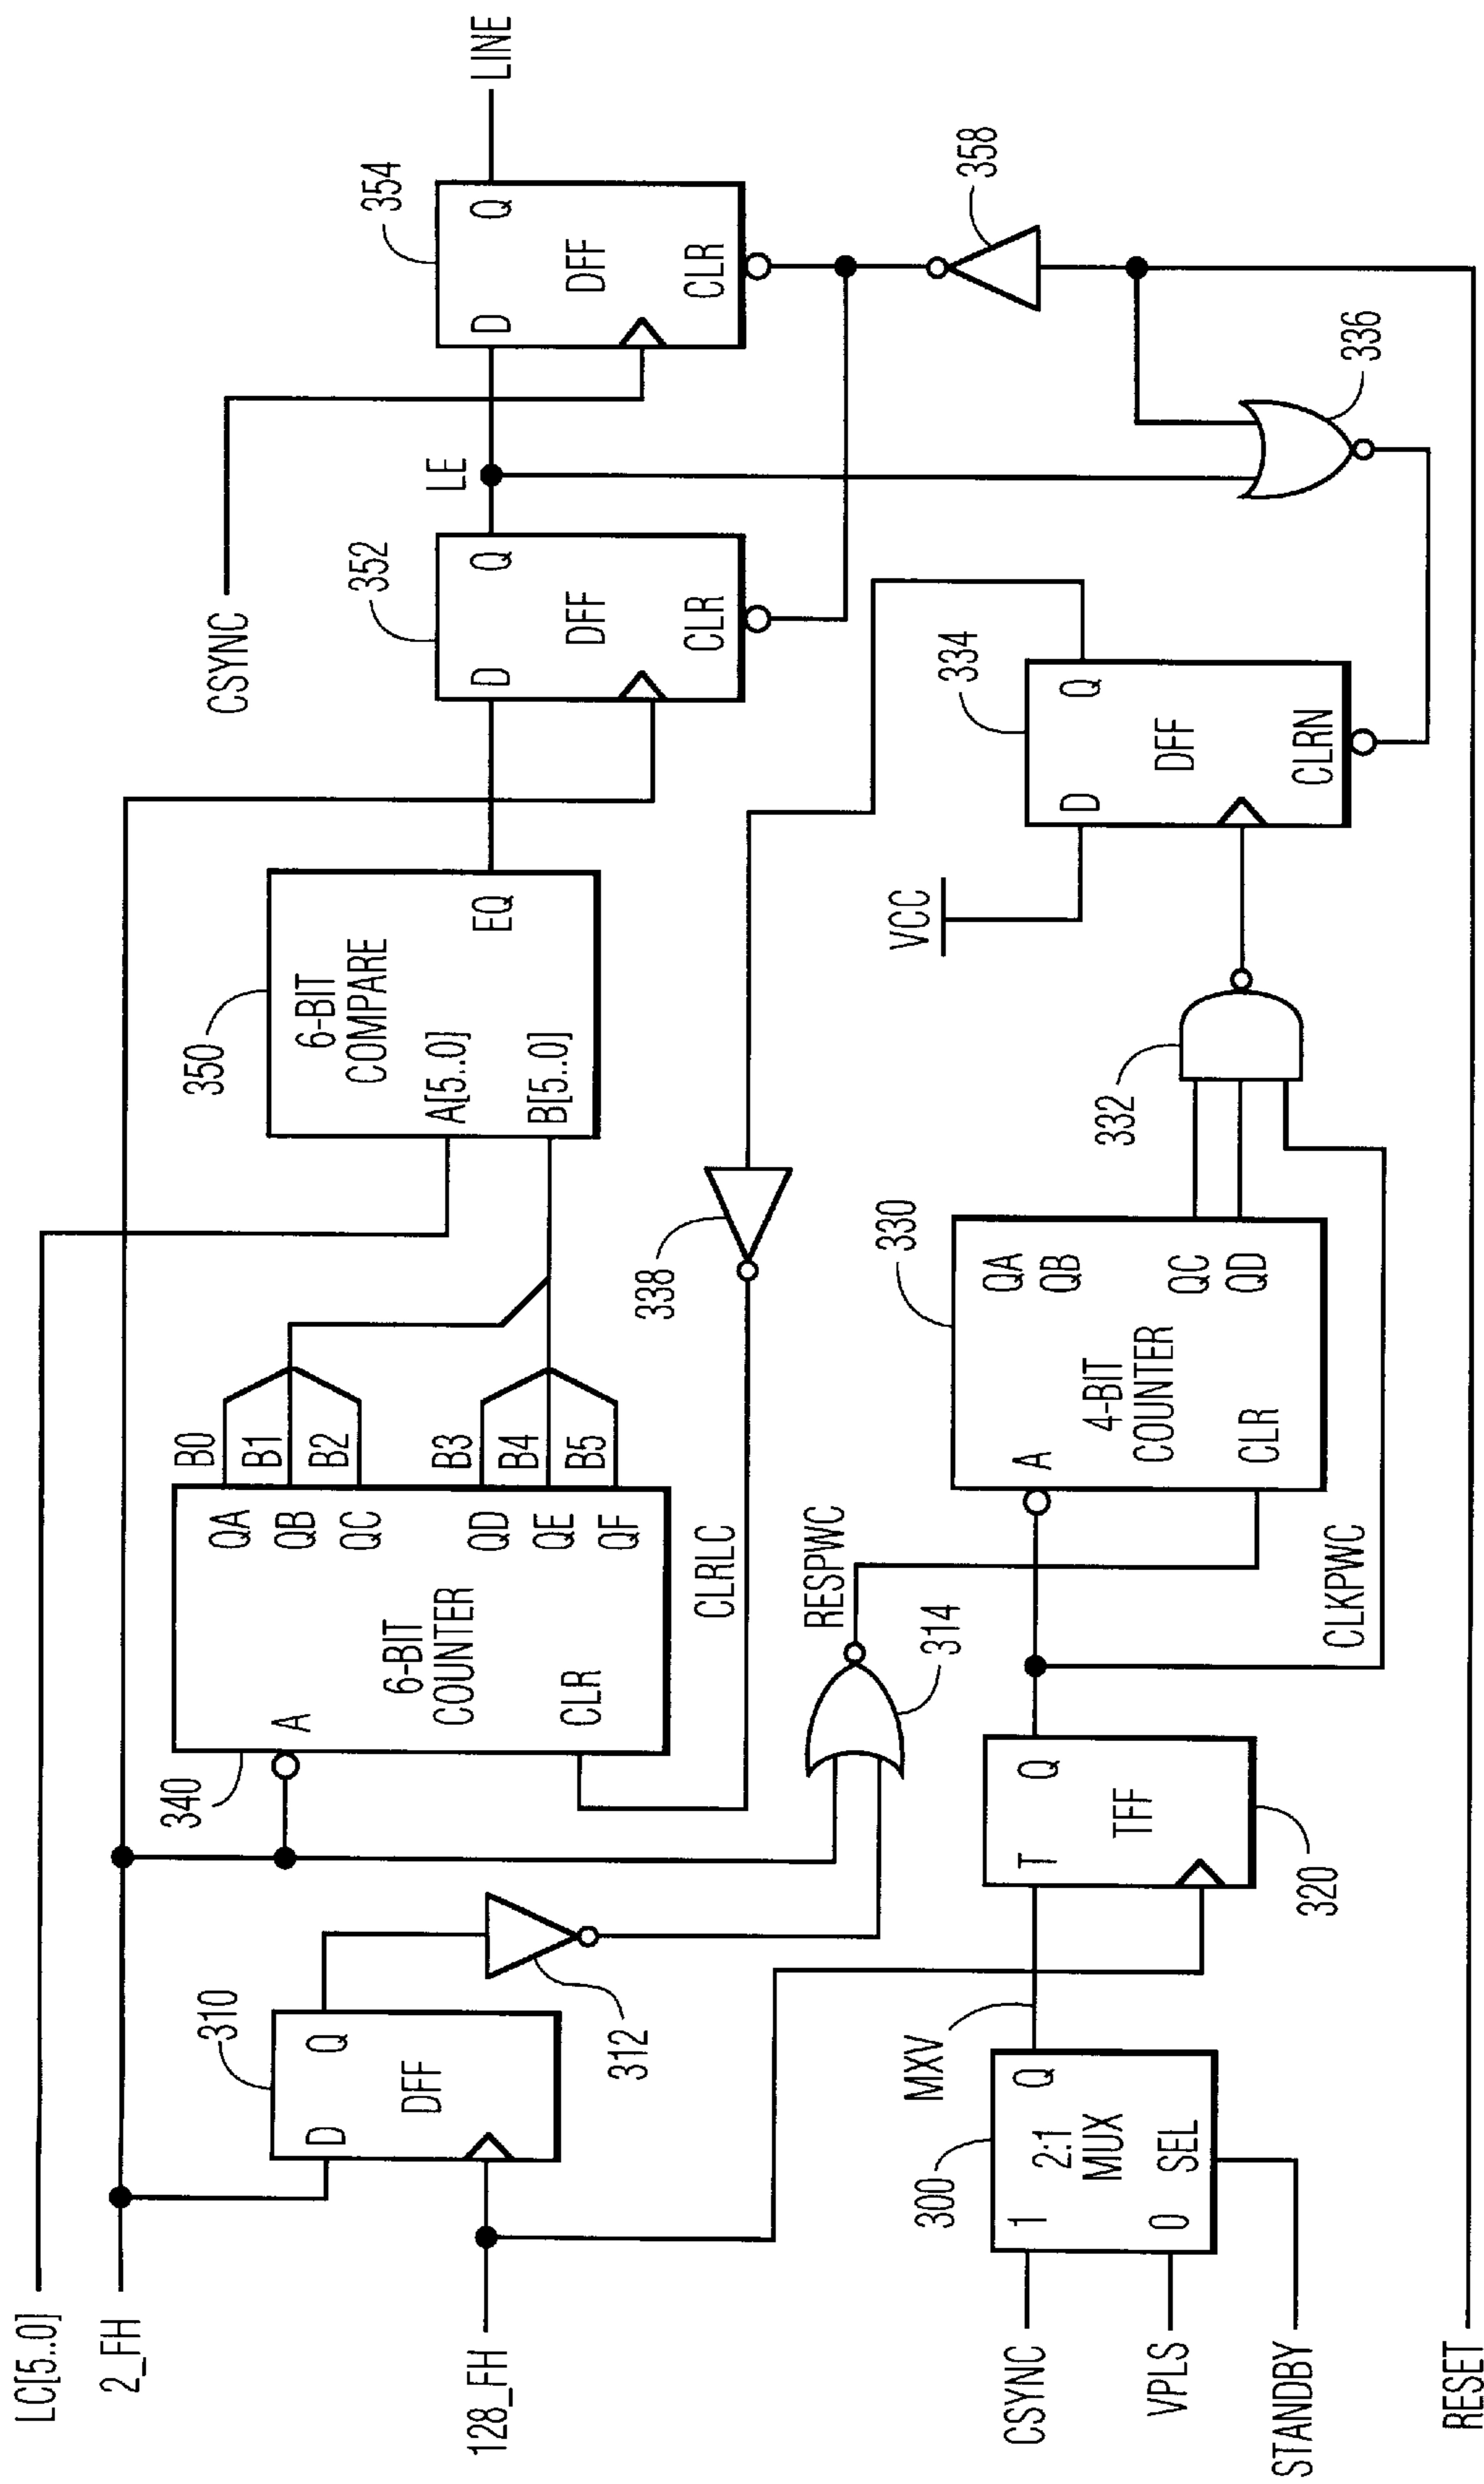 LC[5..0]
2_FH
128_FH
CSYNC
VPLS
STANDBY
RESET
310
D
Q
DFF
312
300
1
Q
2:1
MUX
0
SEL
MXV
340
A
6-BIT
COUNTER
CLR
QA
QB
QC
QD
QE
QF
B0
B1
B2
B3
B4
B5
CLRLC
RESPWC
314
T
Q
TFF
320
CLKPWC
330
A
4-BIT
COUNTER
CLR
QA
QB
QC
QD
338
332
350
6-BIT
COMPARE
A[5..0]
B[5..0]
EQ
VCC
334
D
Q
DFF
CLRN
CSYNC
352
D
Q
DFF
CLR
LE
354
D
Q
DFF
CLR
LINE
358
336